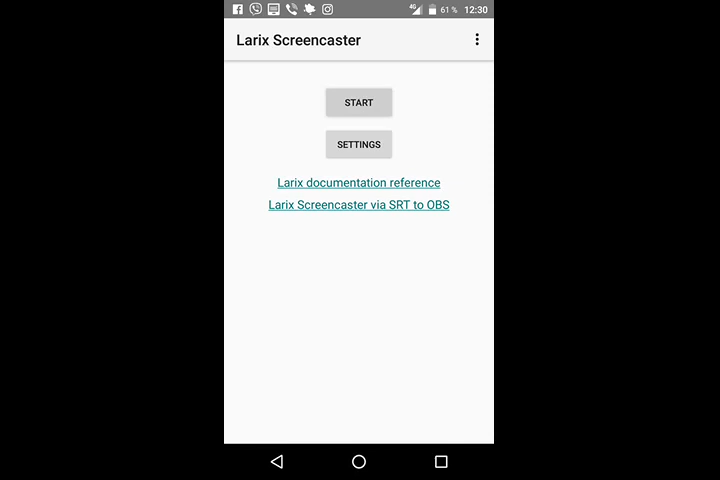 4G 61 % 12:30
Larix Screencaster
START
SETTINGS
Larix documentation reference
Larix Screencaster via SRT to OBS